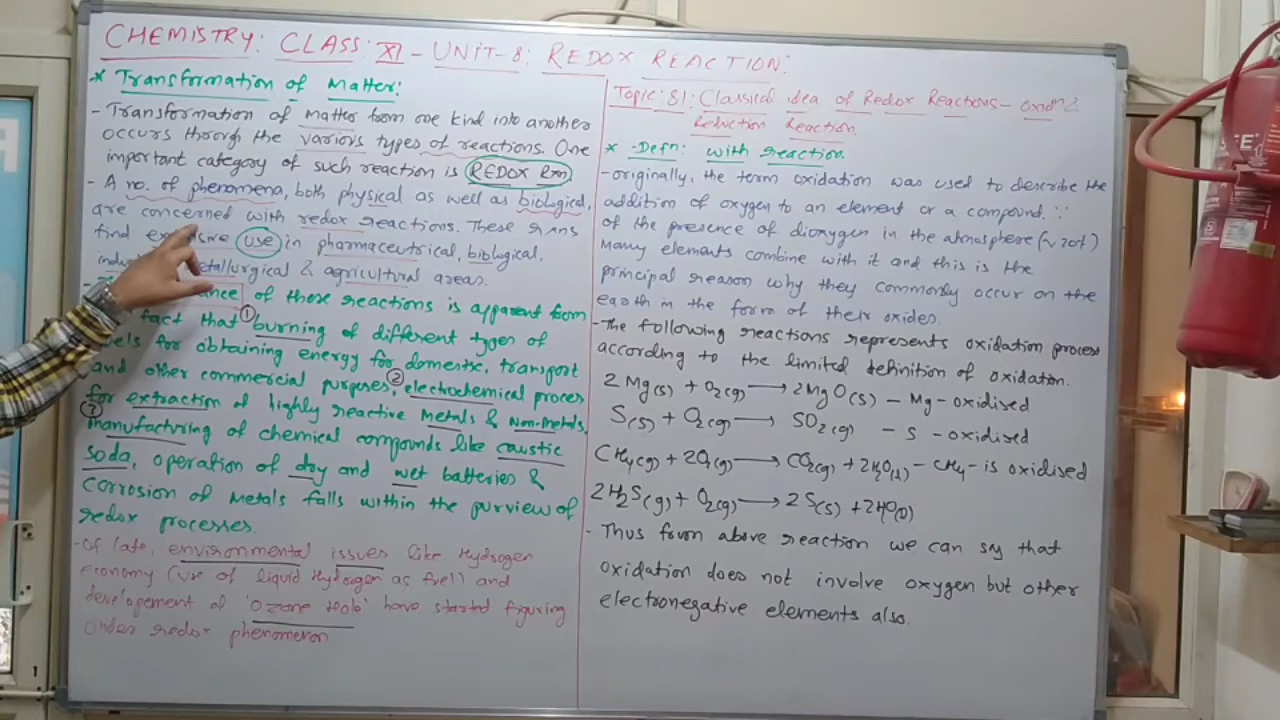 CHEMISTRY: CLASS: XI - UNIT-8: REDOX REACTION:
* Transformation of Matter:
- Transformation of matter from one kind into another
occurs through the various types of reactions. One
important category of such reaction is REDOX Rxn
- A no. of phenomena, both physical as well as biological,
are concerned with redox reactions. These rxns
find use in pharmaceutrical, biological,
metallurgical & agricultural areas.
of these reactions is apparent from
fact that ① burning of different types of
for obtaining energy for domestic, transport
and other commercial purposes, ② electrochemical proces
for extraction of highly reactive metals & Non-metals,
③ manufacturing of chemical compounds like caustic
soda, operation of dry and wet batteries &
corrosion of metals falls within the purview of
redox processes.
- Of late, environmental issues like Hydrogen
economy (use of liquid Hydrogen as fuel) and
developement of 'Ozone Hole' have started figuring
under redox phenomenon
Topic: 8.1: Classical idea of Redox Reactions - Oxdn &
Reduction Reaction.
* - Defn: with reaction.
- originally, the term oxidation was used to describe the
addition of oxygen to an element or a compound. ∵
of the presence of dioxygen in the atmosphere (~20%)
Many elements combine with it and this is the
principal reason why they commonly occur on the
earth in the form of their oxides.
- The following reactions represents oxidation process
according to the limited definition of oxidation.
2 Mg(s) + O2(g) → 2MgO(s) - Mg - oxidised
S(s) + O2(g) → SO2(g) - S - oxidised
CH4(g) + 2O2(g) → CO2(g) + 2H2O(l) - CH4 - is oxidised
2H2S(g) + O2(g) → 2S(s) + 2H2O(l)
- Thus from above reaction we can say that
oxidation does not involve oxygen but other
electronegative elements also.